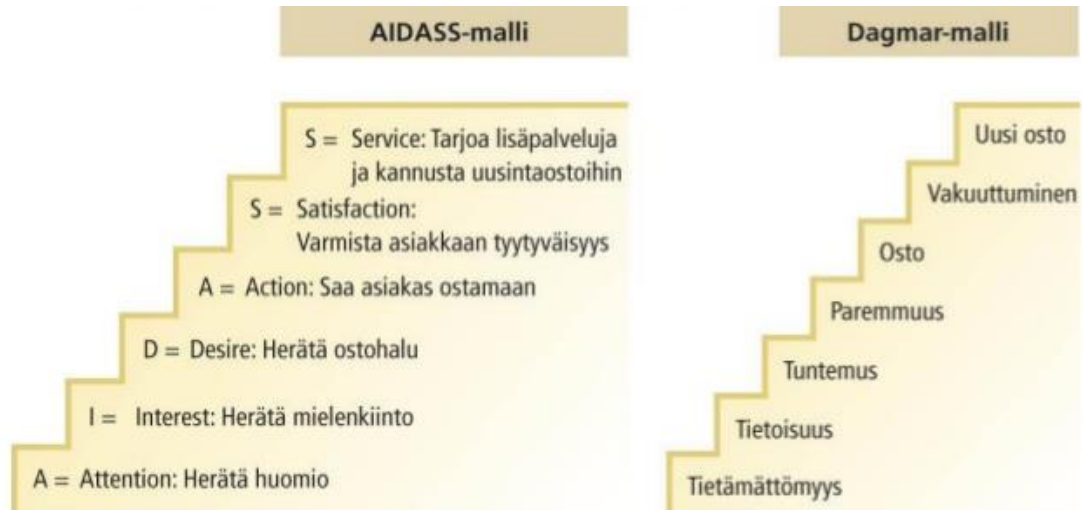 AIDASS-malli
S = Service: Tarjoa lisäpalveluja
ja kannusta uusintaostoihin
S = Satisfaction:
Varmista asiakkaan tyytyväisyys
A = Action: Saa asiakas ostamaan
D = Desire: Herätä ostohalu
I = Interest: Herätä mielenkiinto
A = Attention: Herätä huomio
Dagmar-malli
Uusi osto
Vakuuttuminen
Osto
Paremmuus
Tuntemus
Tietoisuus
Tietämättömyys